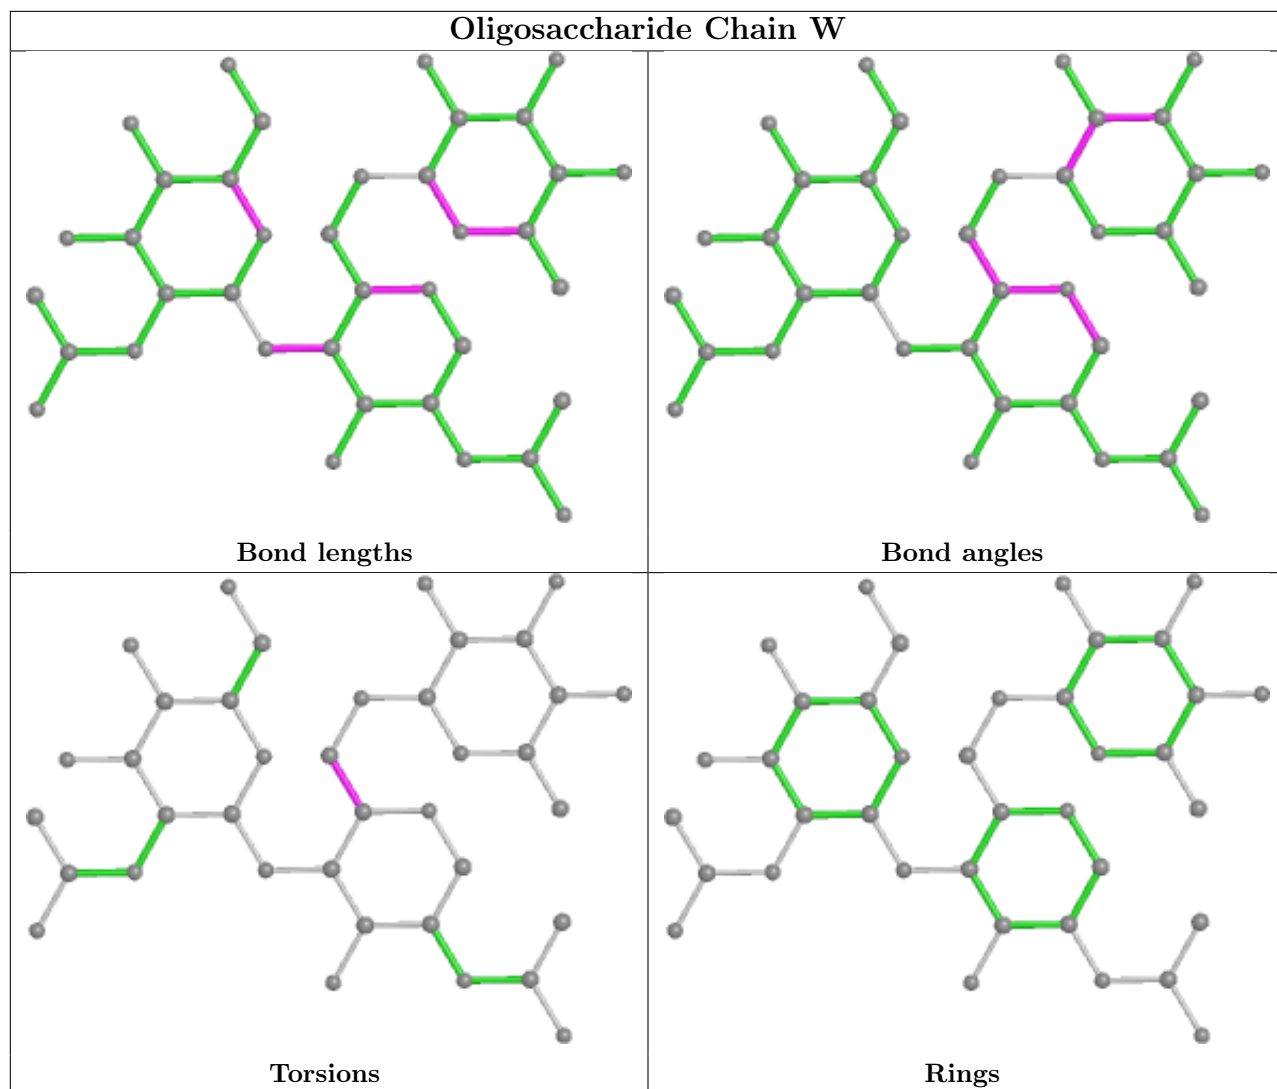 Oligosaccharide Chain W
Bond lengths
Bond angles
Torsions
Rings